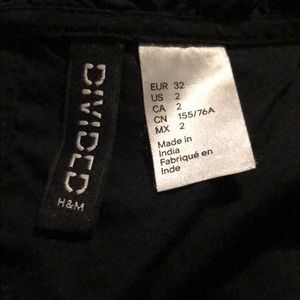 DIVIDED
H&M
EUR 32
US 2
CA 2
CN 155/76A
MX 2
Made in
India
Fabriqué en
Inde